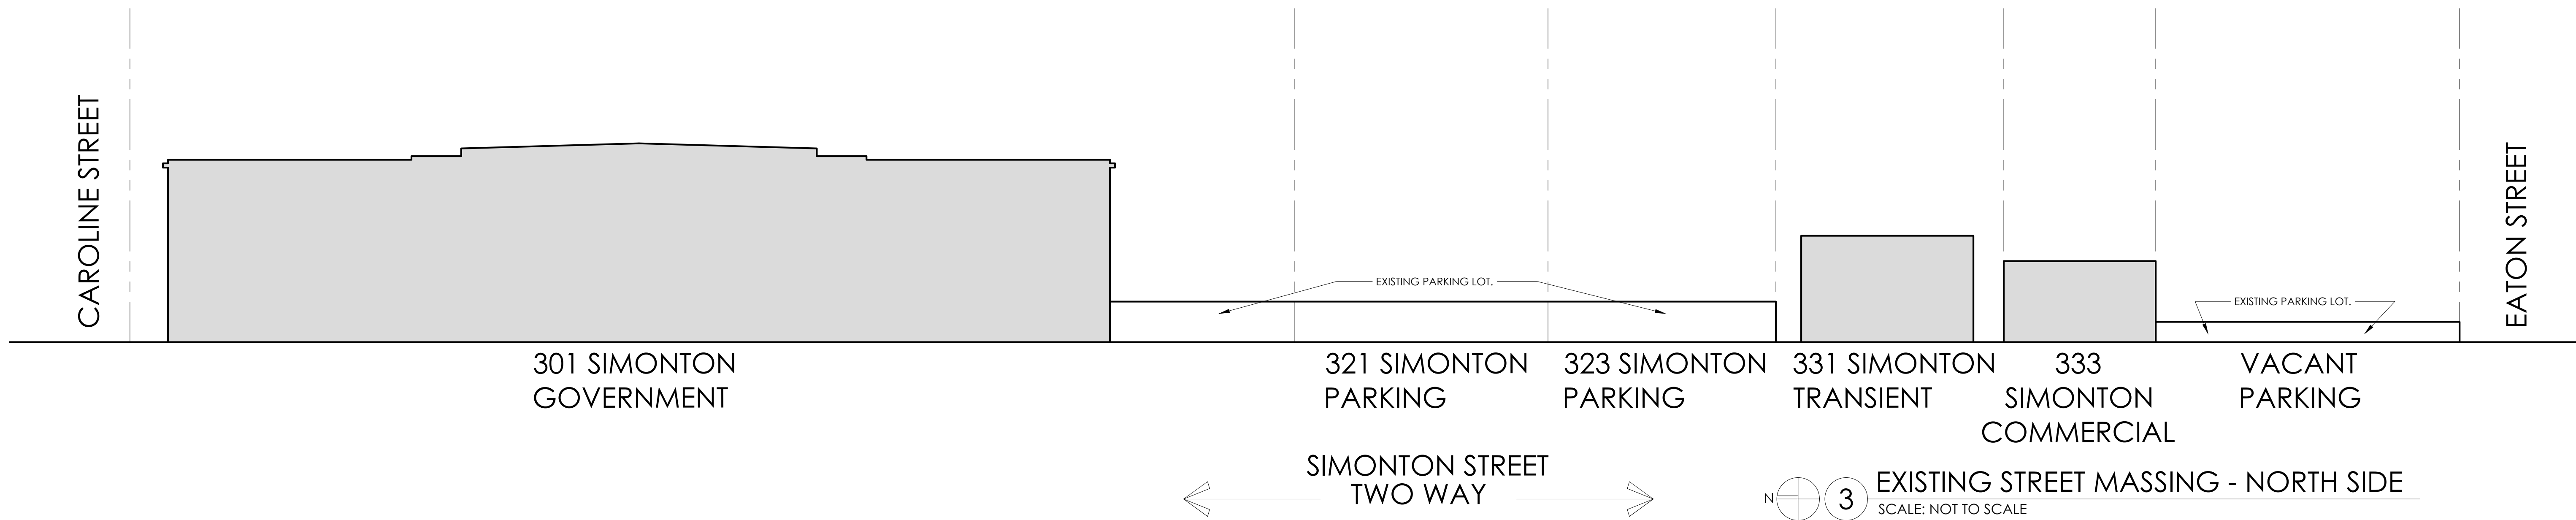 CAROLINE STREET
EXISTING PARKING LOT.
EXISTING PARKING LOT.
EATON STREET
301 SIMONTON
GOVERNMENT
321 SIMONTON
PARKING
323 SIMONTON
PARKING
331 SIMONTON
TRANSIENT
333
SIMONTON
COMMERCIAL
VACANT
PARKING
SIMONTON STREET
TWO WAY
N
3
EXISTING STREET MASSING - NORTH SIDE
SCALE: NOT TO SCALE